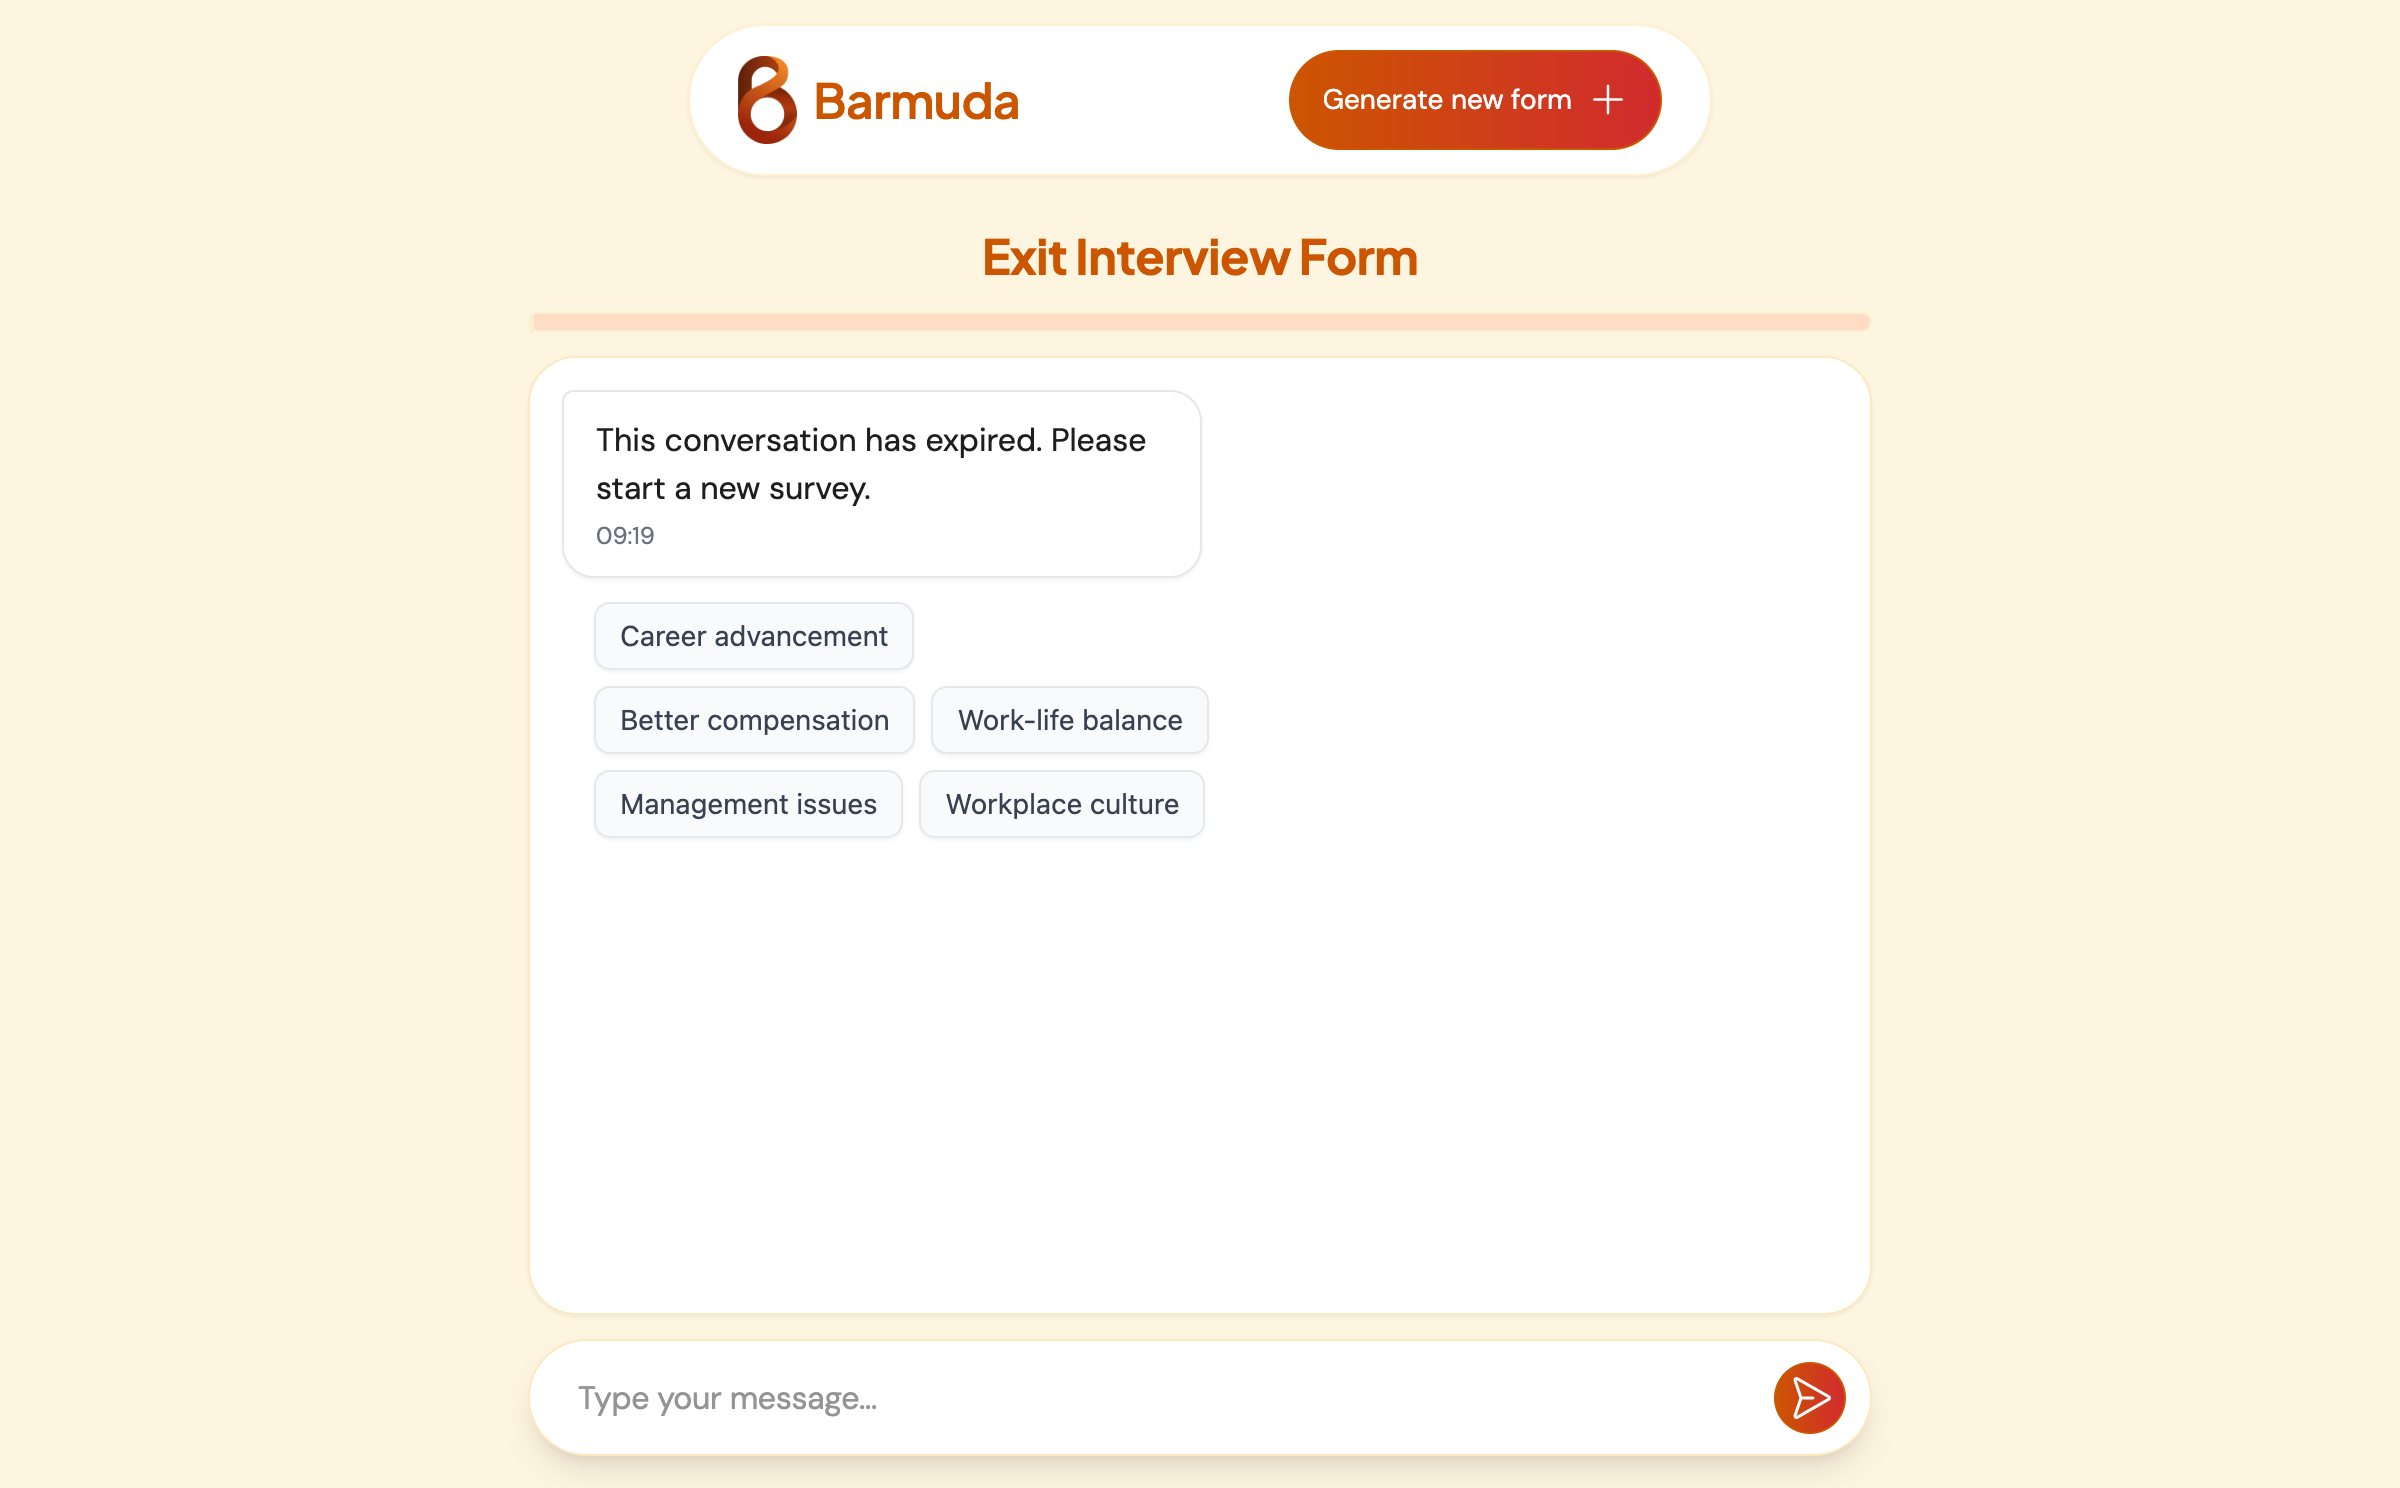 Barmuda
Generate new form
Exit Interview Form
This conversation has expired. Please
start a new survey.
09:19
Career advancement
Better compensation
Work-life balance
Management issues
Workplace culture
Type your message...